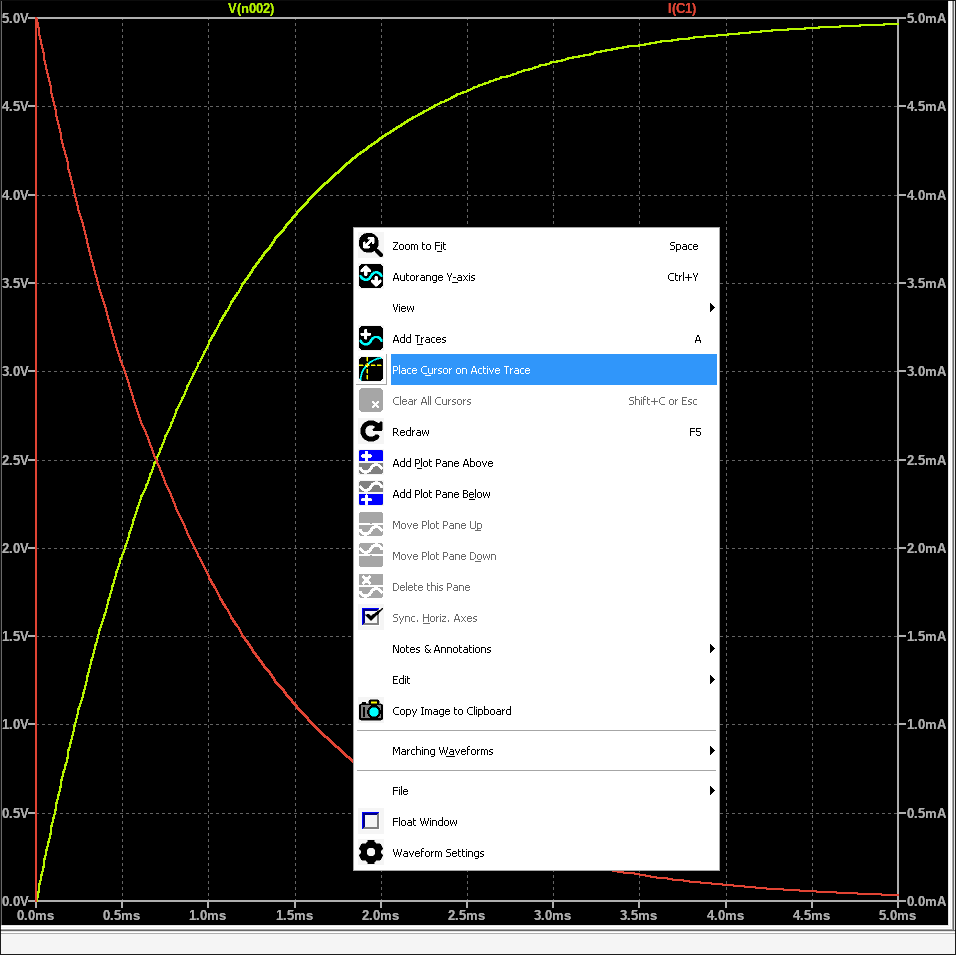 V(n002) I(C1)
5.0V 5.0mA
4.5V 4.5mA
4.0V 4.0mA
Zoom to Fit Space
Autorange Y-axis Ctrl+Y
3.5V 3.5mA
View
Add Traces A
3.0V Place Cursor on Active Trace 3.0mA
Clear All Cursors Shift+C or Esc
Redraw F5
2.5V Add Plot Pane Above 2.5mA
Add Plot Pane Below
Move Plot Pane Up
2.0V Move Plot Pane Down 2.0mA
Delete this Pane
Sync. Horiz. Axes
1.5V 1.5mA
Notes & Annotations
Edit
Copy Image to Clipboard
1.0V 1.0mA
Marching Waveforms
File
0.5V 0.5mA
Float Window
Waveform Settings
0.0V 0.0mA
0.0ms 0.5ms 1.0ms 1.5ms 2.0ms 2.5ms 3.0ms 3.5ms 4.0ms 4.5ms 5.0ms